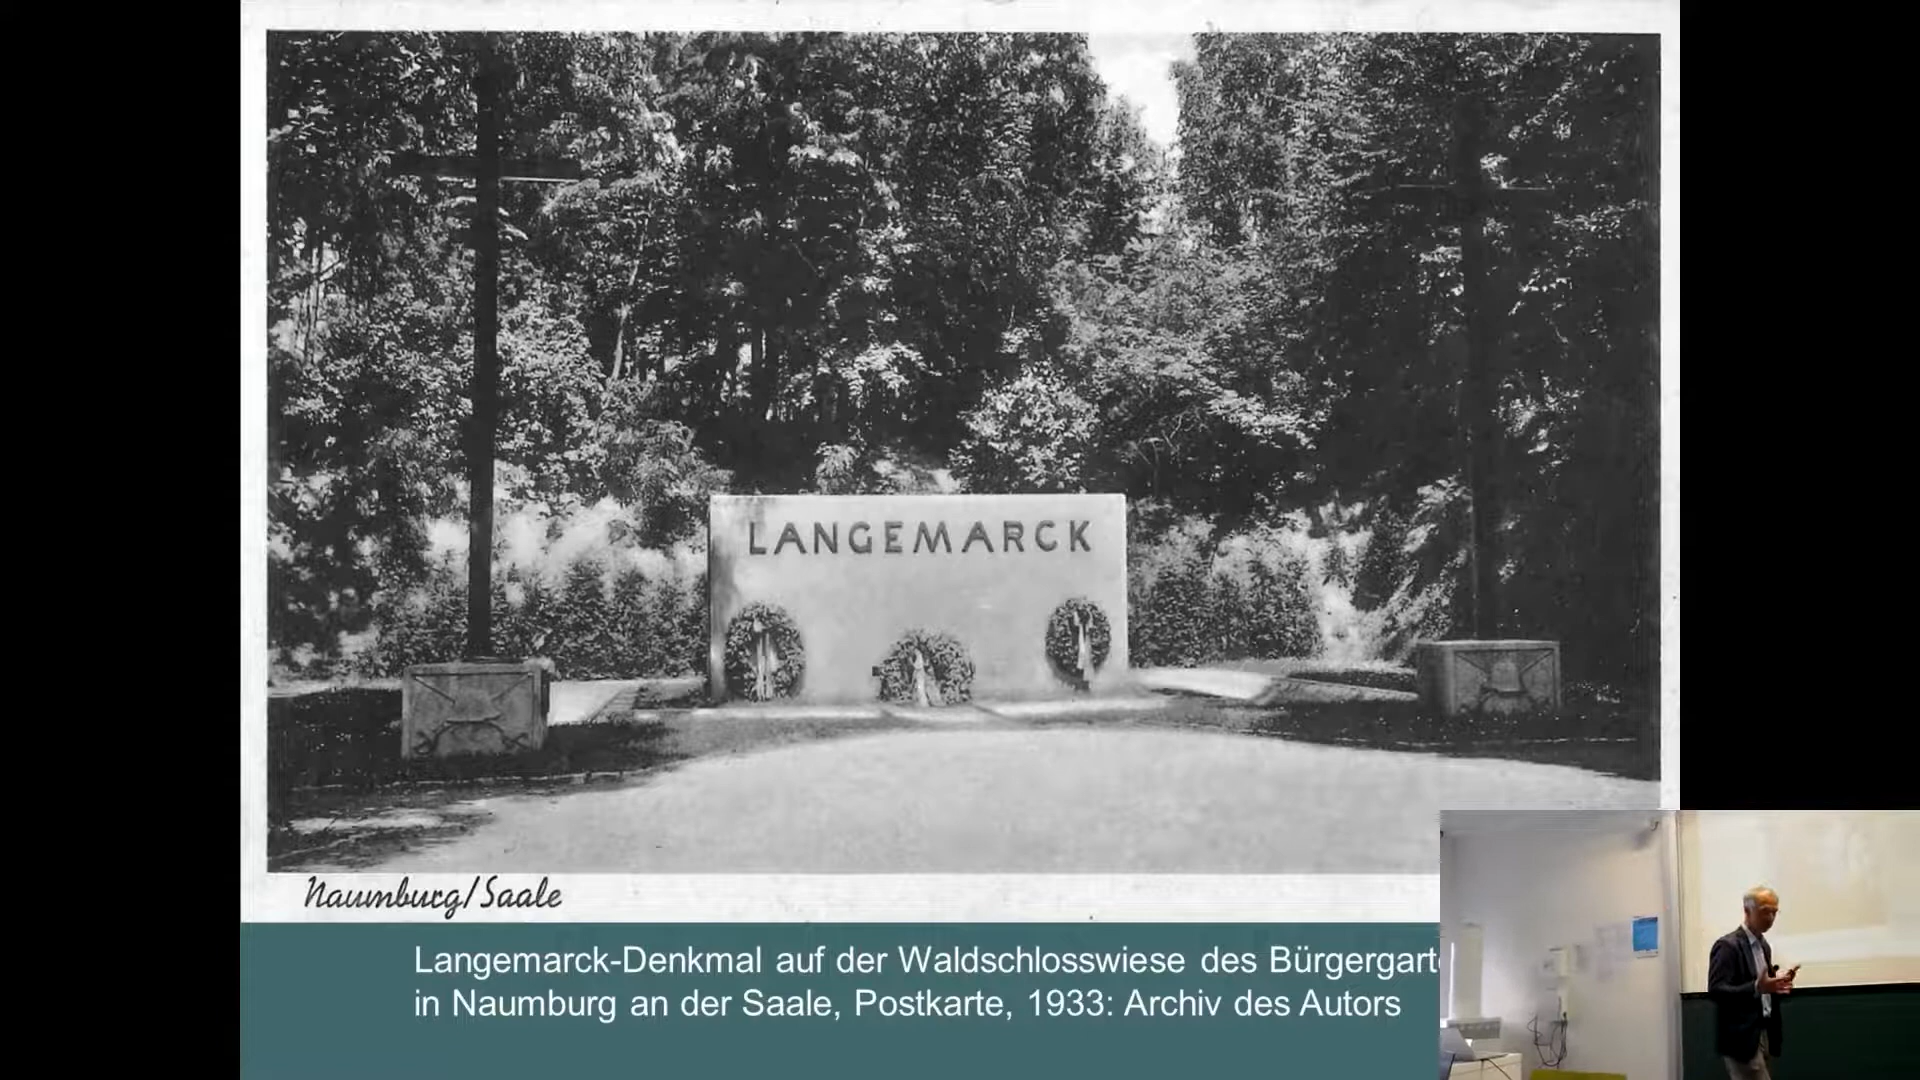 LANGEMARCK
Naumburg/Saale
Langemarck-Denkmal auf der Waldschlosswiese des Bürgergart
in Naumburg an der Saale, Postkarte, 1933: Archiv des Autors